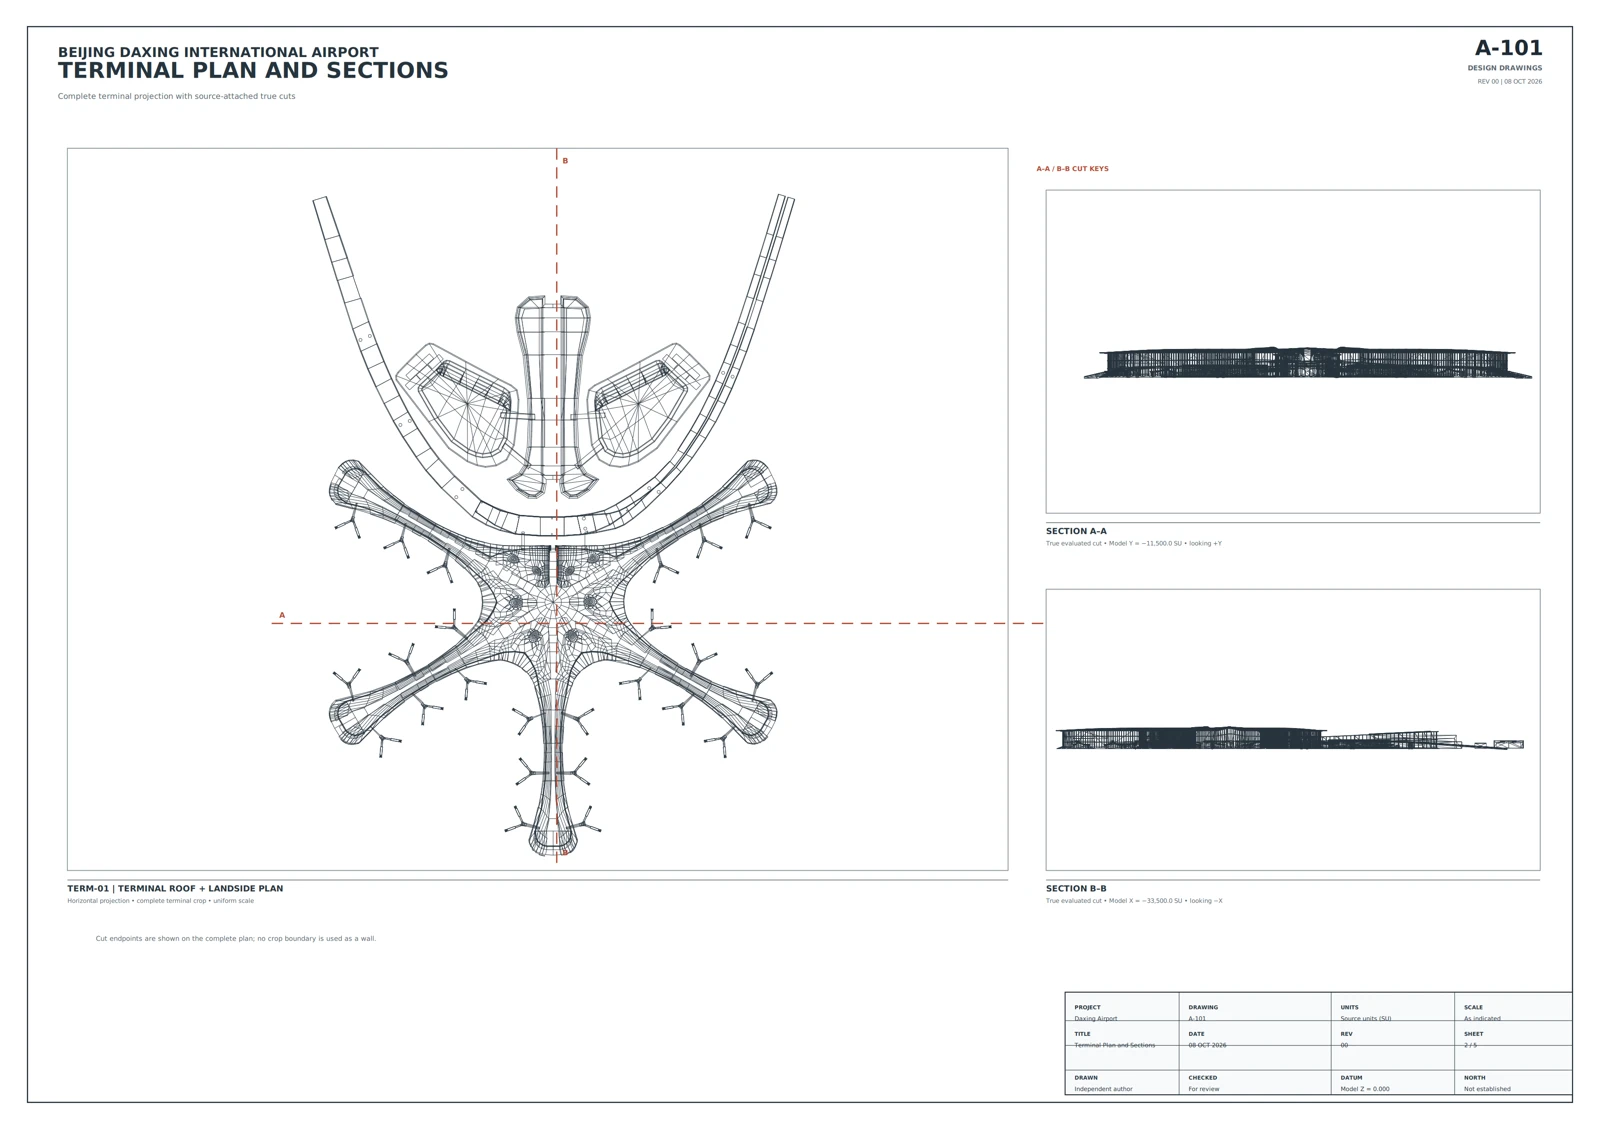 BEIJING DAXING INTERNATIONAL AIRPORT
TERMINAL PLAN AND SECTIONS
Complete terminal projection with source-attached true cuts
A-101
DESIGN DRAWINGS
REV 00 | 08 OCT 2026
B
A
B
TERM-01 | TERMINAL ROOF + LANDSIDE PLAN
Horizontal projection • complete terminal crop • uniform scale
Cut endpoints are shown on the complete plan; no crop boundary is used as a wall.
A–A / B–B CUT KEYS
SECTION A–A
True evaluated cut • Model Y = −11,500.0 SU • looking +Y
SECTION B–B
True evaluated cut • Model X = −33,500.0 SU • looking −X
PROJECT DRAWING UNITS SCALE
Daxing Airport A-101 Source units (SU) As indicated
TITLE DATE REV SHEET
Terminal Plan and Sections 08 OCT 2026 00 2 / 5
DRAWN CHECKED DATUM NORTH
Independent author For review Model Z = 0.000 Not established